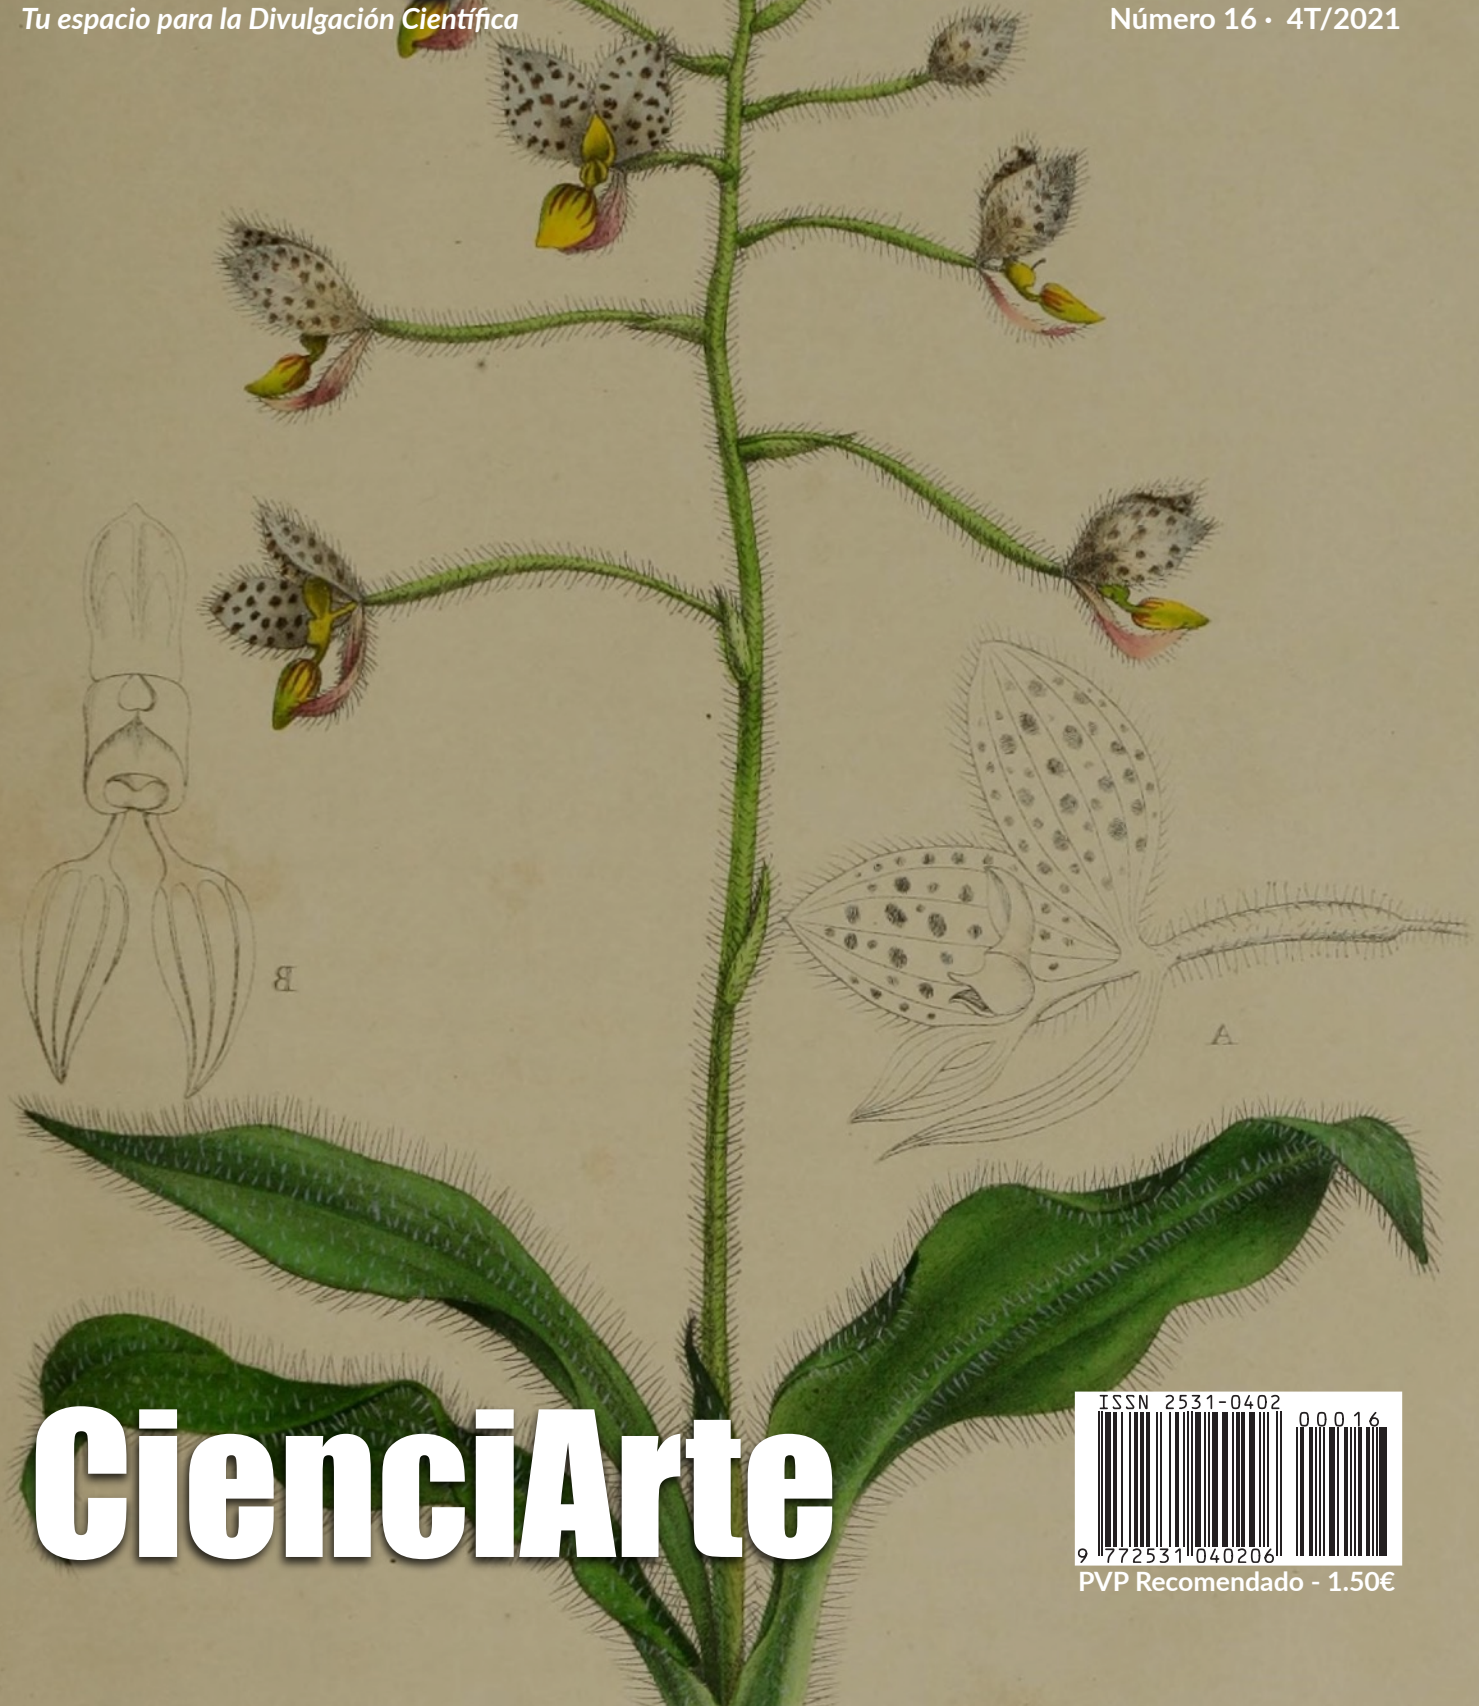 Tu espacio para la Divulgación Científica
Número 16 · 4T/2021
B
A
CienciArte
ISSN 2531-0402
00016
9 772531 040206
PVP Recomendado - 1.50€